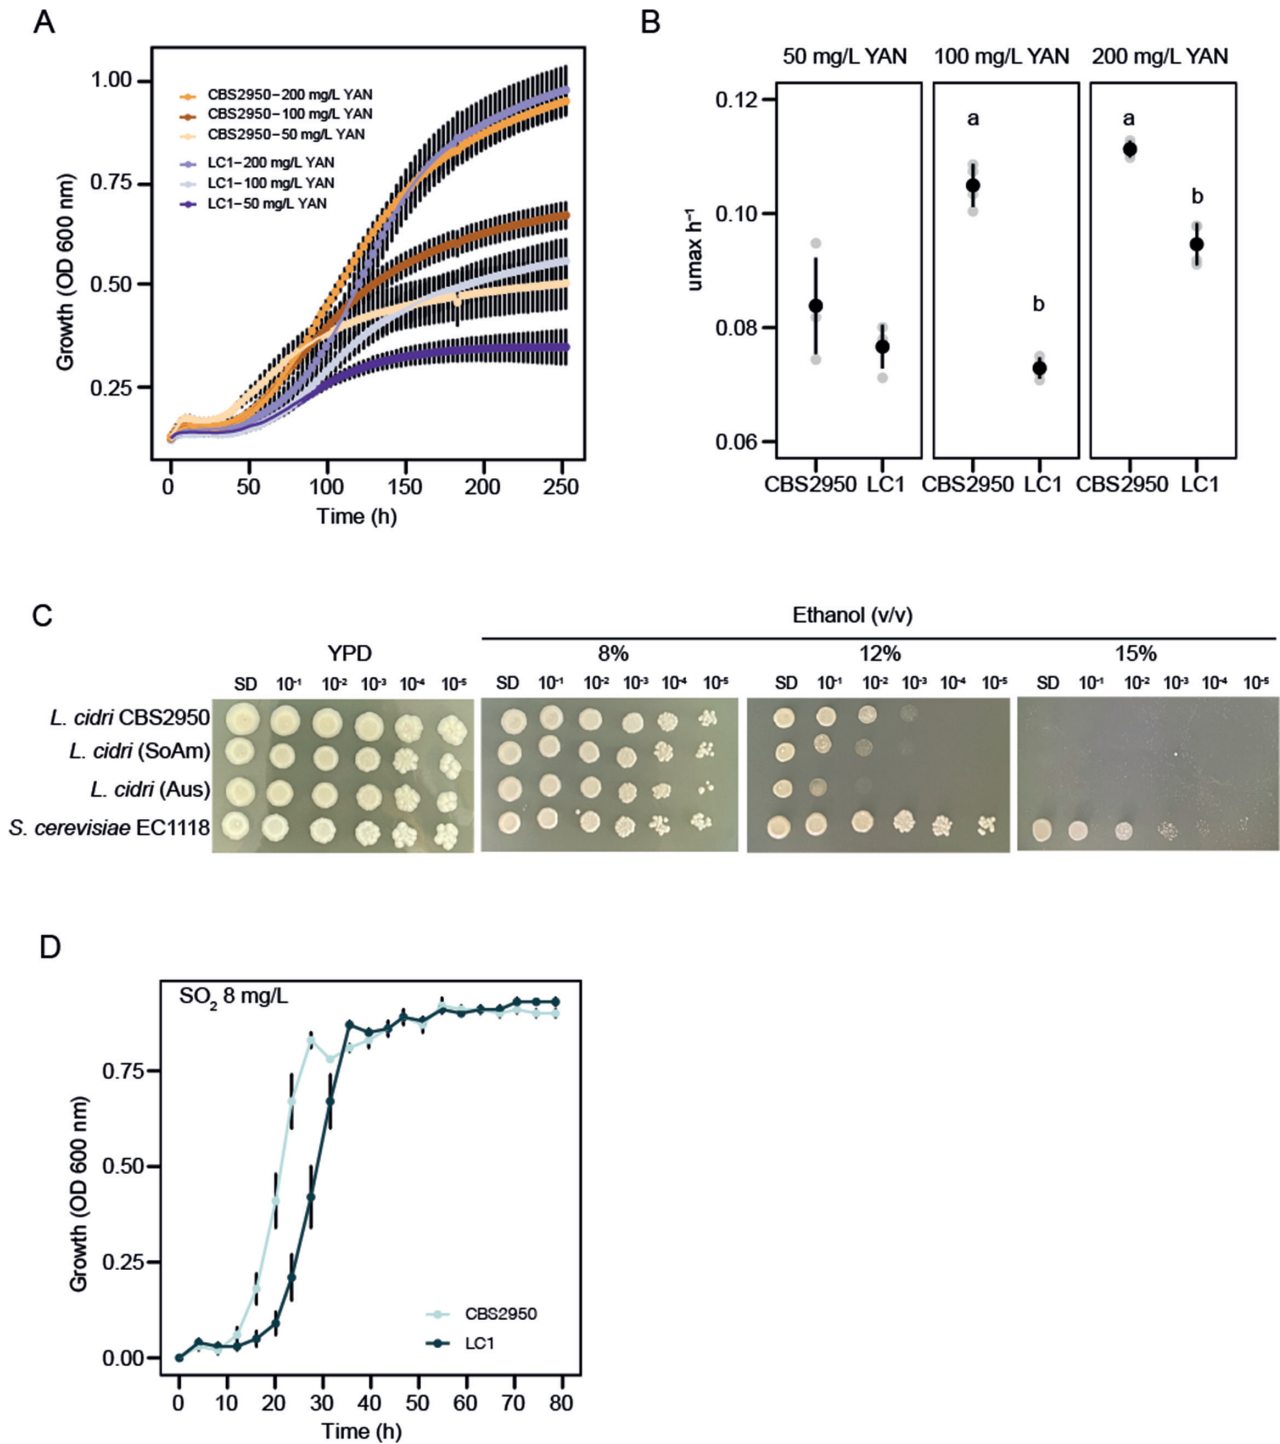 A
1.00
0.75
0.50
0.25
Growth (OD 600 nm)
CBS2950–200 mg/L YAN
CBS2950–100 mg/L YAN
CBS2950–50 mg/L YAN
LC1–200 mg/L YAN
LC1–100 mg/L YAN
LC1–50 mg/L YAN
0 50 100 150 200 250
Time (h)
B
50 mg/L YAN 100 mg/L YAN 200 mg/L YAN
0.12
0.10
0.08
0.06
umax h⁻¹
a
b
a
b
CBS2950 LC1 CBS2950 LC1 CBS2950 LC1
C
Ethanol (v/v)
YPD 8% 12% 15%
SD 10⁻¹ 10⁻² 10⁻³ 10⁻⁴ 10⁻⁵ SD 10⁻¹ 10⁻² 10⁻³ 10⁻⁴ 10⁻⁵ SD 10⁻¹ 10⁻² 10⁻³ 10⁻⁴ 10⁻⁵ SD 10⁻¹ 10⁻² 10⁻³ 10⁻⁴ 10⁻⁵
L. cidri CBS2950
L. cidri (SoAm)
L. cidri (Aus)
S. cerevisiae EC1118
D
SO₂ 8 mg/L
0.75
0.50
0.25
0.00
Growth (OD 600 nm)
CBS2950
LC1
0 10 20 30 40 50 60 70 80
Time (h)